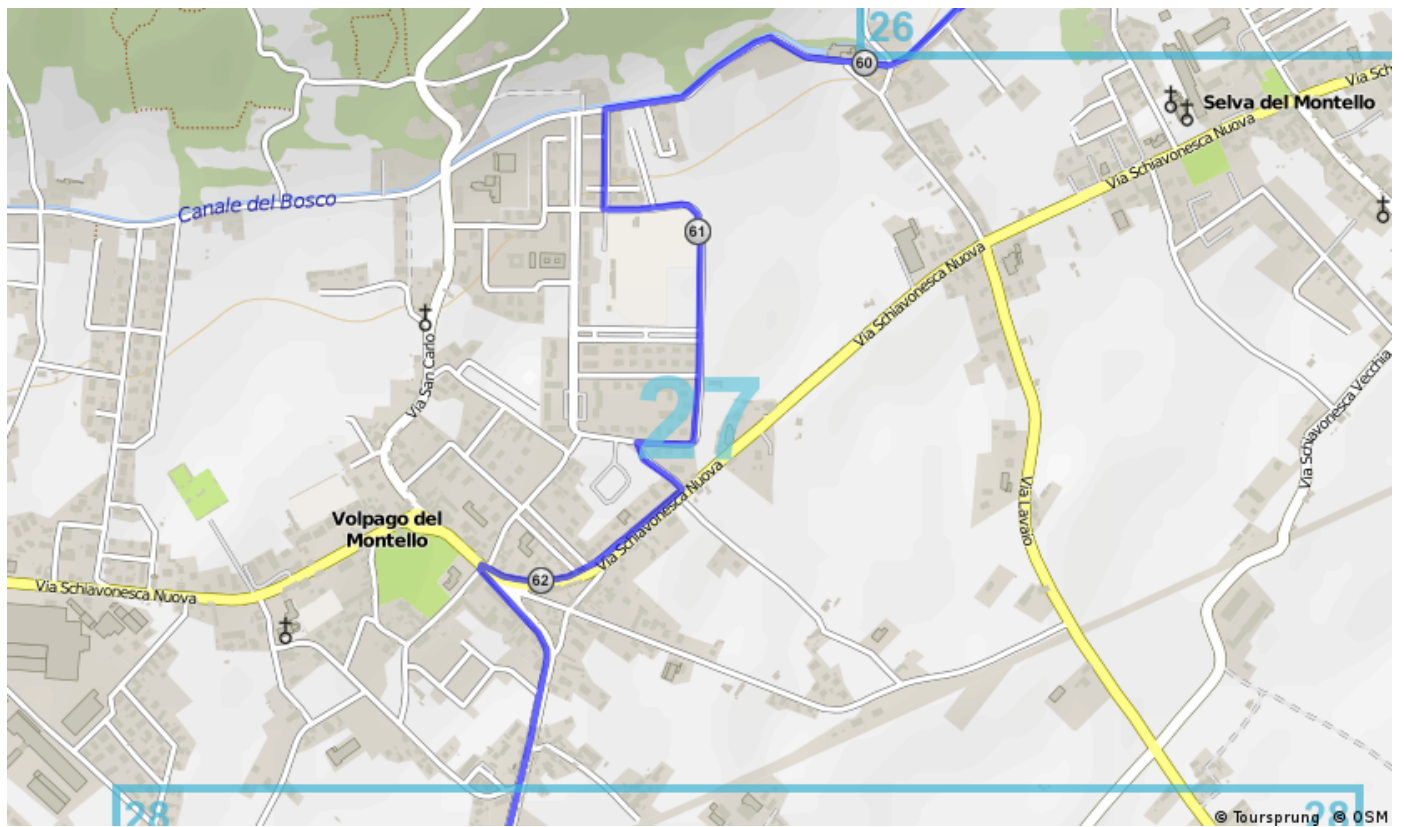 26
60
Via Sch
Selva del Montello
Via Schiavonesca Nuova
Canale del Bosco
61
Via Schiavonesca Nuova
Via San Carlo
27
Via Schiavonesca Vecchia
Via Schiavonesca Nuova
Via Lavaio
Volpago del
Montello
62
Via Schiavonesca Nuova
28
28
© Toursprung © OSM